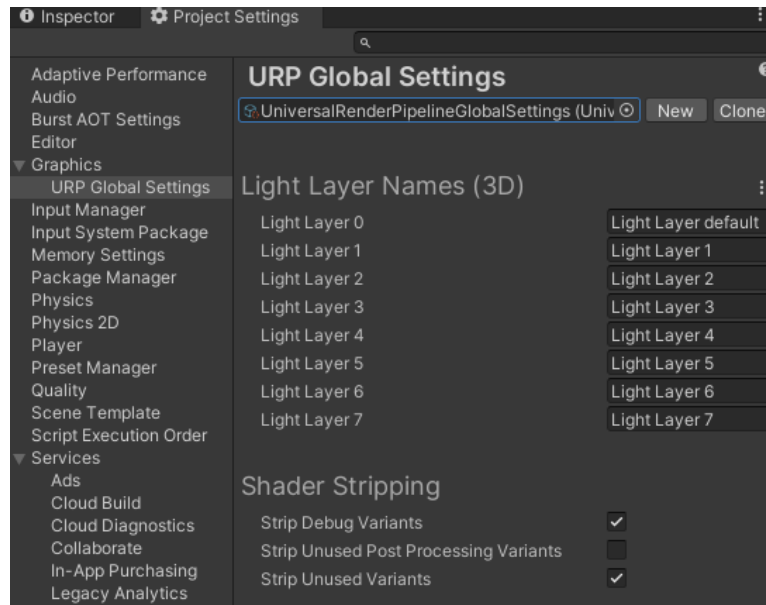 Inspector Project Settings
Adaptive Performance
Audio
Burst AOT Settings
Editor
Graphics
URP Global Settings
Input Manager
Input System Package
Memory Settings
Package Manager
Physics
Physics 2D
Player
Preset Manager
Quality
Scene Template
Script Execution Order
Services
Ads
Cloud Build
Cloud Diagnostics
Collaborate
In-App Purchasing
Legacy Analytics
URP Global Settings
UniversalRenderPipelineGlobalSettings (Univ New Clone
Light Layer Names (3D)
Light Layer 0 Light Layer default
Light Layer 1 Light Layer 1
Light Layer 2 Light Layer 2
Light Layer 3 Light Layer 3
Light Layer 4 Light Layer 4
Light Layer 5 Light Layer 5
Light Layer 6 Light Layer 6
Light Layer 7 Light Layer 7
Shader Stripping
Strip Debug Variants
Strip Unused Post Processing Variants
Strip Unused Variants